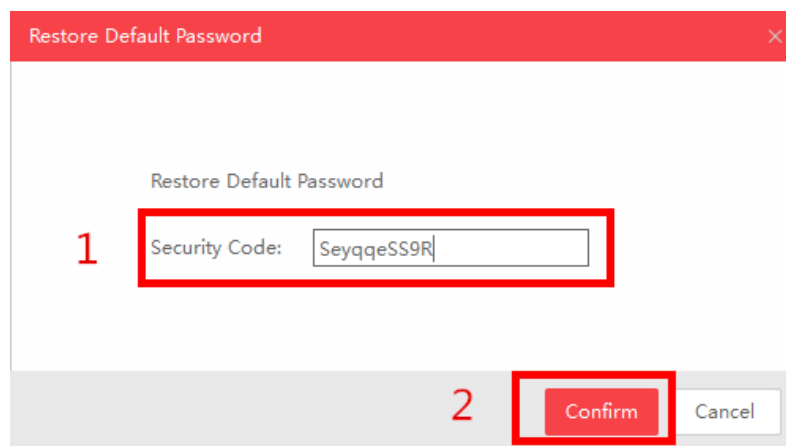 Restore Default Password ×
Restore Default Password
1 Security Code: SeyqqeSS9R
2 Confirm Cancel